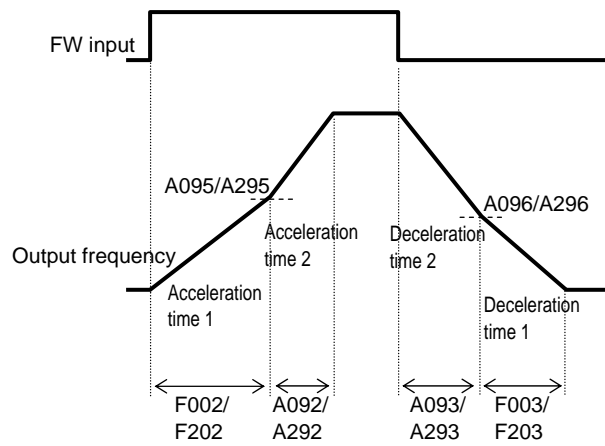 FW input
A095/A295
A096/A296
Acceleration
time 2
Deceleration
time 2
Output frequency
Acceleration
time 1
Deceleration
time 1
F002/
F202
A092/
A292
A093/
A293
F003/
F203